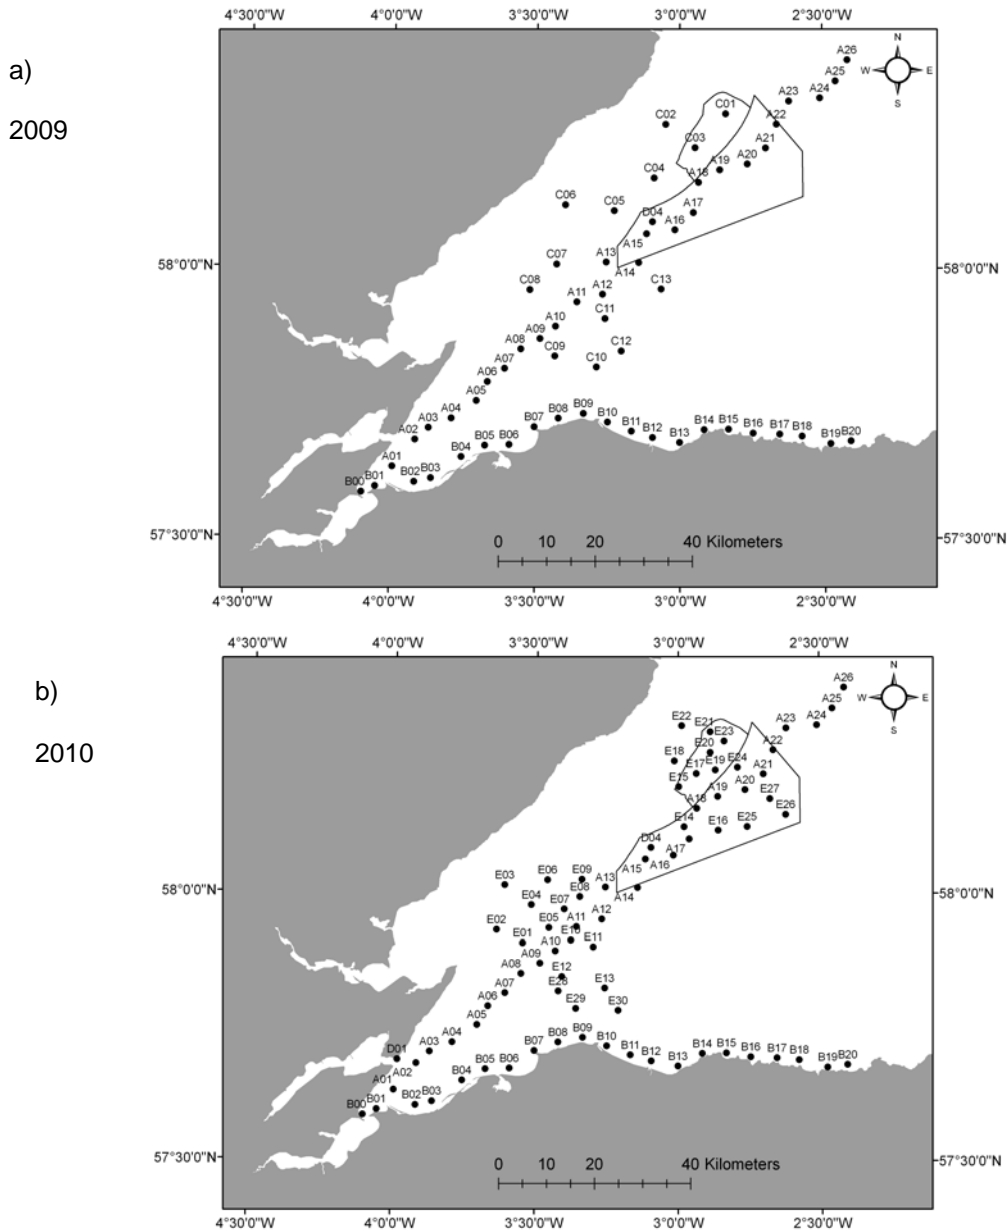 4°30'0"W 4°0'0"W 3°30'0"W 3°0'0"W 2°30'0"W
a)
2009
N
W E
S
A26
A25
A23 A24
C01
C02 A22
C03 A21
A19 A20
C04 A18
C06 C05 D04 A17
A16
A15
58°0'0"N 58°0'0"N
C07 A13 A14
C08 A12 C13
A11
C11
A10
A09
A08 C09 C12
A07 C10
A06
A05
A04 B09
A03 B08 B10
A02 B07 B11 B14 B15 B16 B17 B18
B12 B13 B19 B20
B04 B05 B06
A01
B00 B01 B02 B03
57°30'0"N 57°30'0"N
0 10 20 40 Kilometers
4°30'0"W 4°0'0"W 3°30'0"W 3°0'0"W 2°30'0"W
4°30'0"W 4°0'0"W 3°30'0"W 3°0'0"W 2°30'0"W
b)
2010
N
W E
S
A26
A25
E22 E21 A23 A24
E23
E20 A22
E18 E19 E24
E17 A21
E15 A20 E27
A19
A18 E26
E14 E16 E25
D04
A17
A15 A16
58°0'0"N 58°0'0"N
E03 E06 E09 A13 A14
E08
E04 E07 A12
E02 E05 A11
E01 E10 E11
A10
A09
A08 E12
A07 E28 E13
A06 E29 E30
A05
A04 B09
A03 B08 B10
D01 B07 B11 B14 B15 B16 B17 B18
A02 B12 B13 B19 B20
B04 B05 B06
A01
B00 B01 B02 B03
57°30'0"N 57°30'0"N
0 10 20 40 Kilometers
4°30'0"W 4°0'0"W 3°30'0"W 3°0'0"W 2°30'0"W